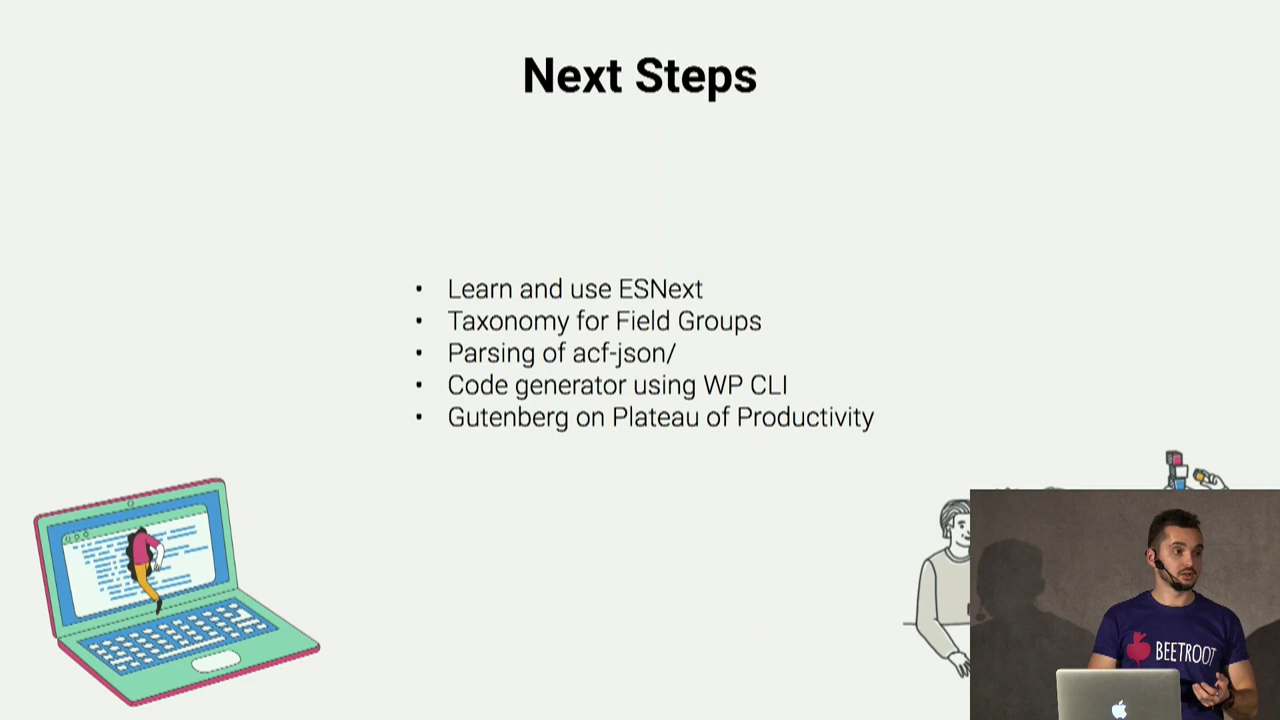 Next Steps
• Learn and use ESNext
• Taxonomy for Field Groups
• Parsing of acf-json/
• Code generator using WP CLI
• Gutenberg on Plateau of Productivity
BEETROOT